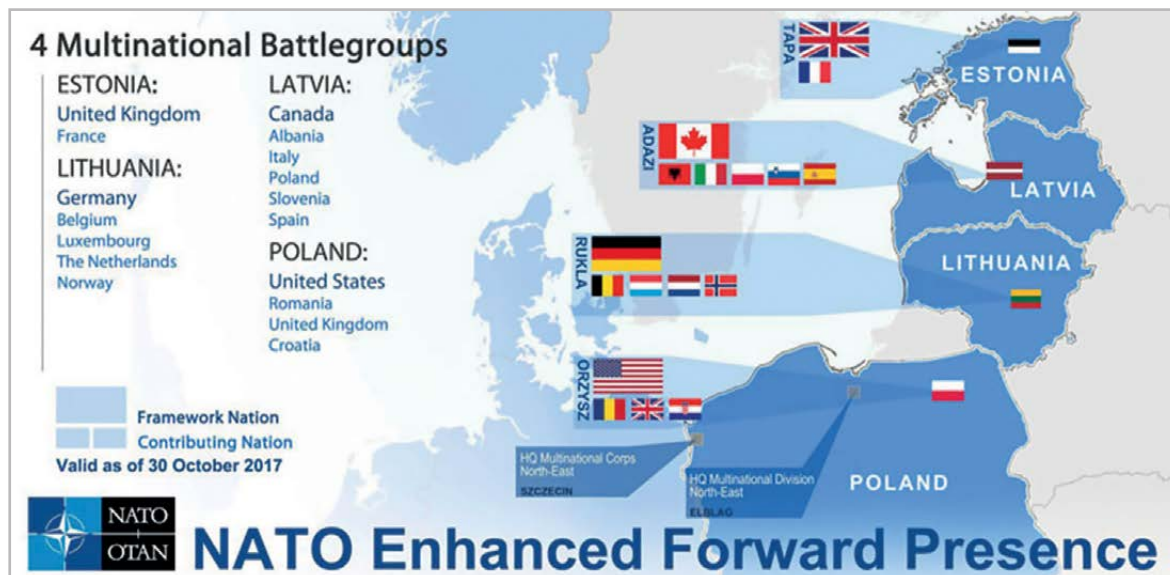 4 Multinational Battlegroups
ESTONIA:
United Kingdom
France
LITHUANIA:
Germany
Belgium
Luxembourg
The Netherlands
Norway
LATVIA:
Canada
Albania
Italy
Poland
Slovenia
Spain
POLAND:
United States
Romania
United Kingdom
Croatia
Framework Nation
Contributing Nation
Valid as of 30 October 2017
TAPA
ESTONIA
ADAZI
LATVIA
RUKLA
LITHUANIA
ORZYSZ
HQ Multinational Corps
North-East
SZCZECIN
HQ Multinational Division
North-East
ELBLAG
POLAND
NATO
OTAN
NATO Enhanced Forward Presence